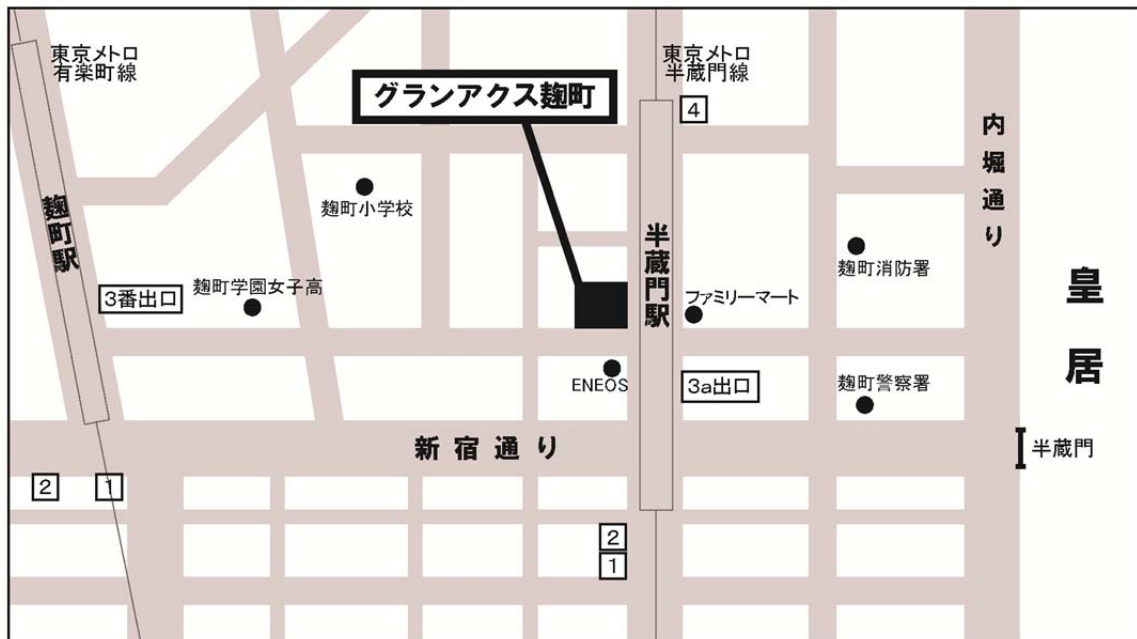 東京メトロ
有楽町線
東京メトロ
半蔵門線
グランアクス麹町
4
内堀通り
麹町小学校
麹町駅
半蔵門駅
麹町消防署
麹町学園女子高
3番出口
ファミリーマート
皇居
ENEOS
3a出口
麹町警察署
新宿通り
半蔵門
2
1
2
1